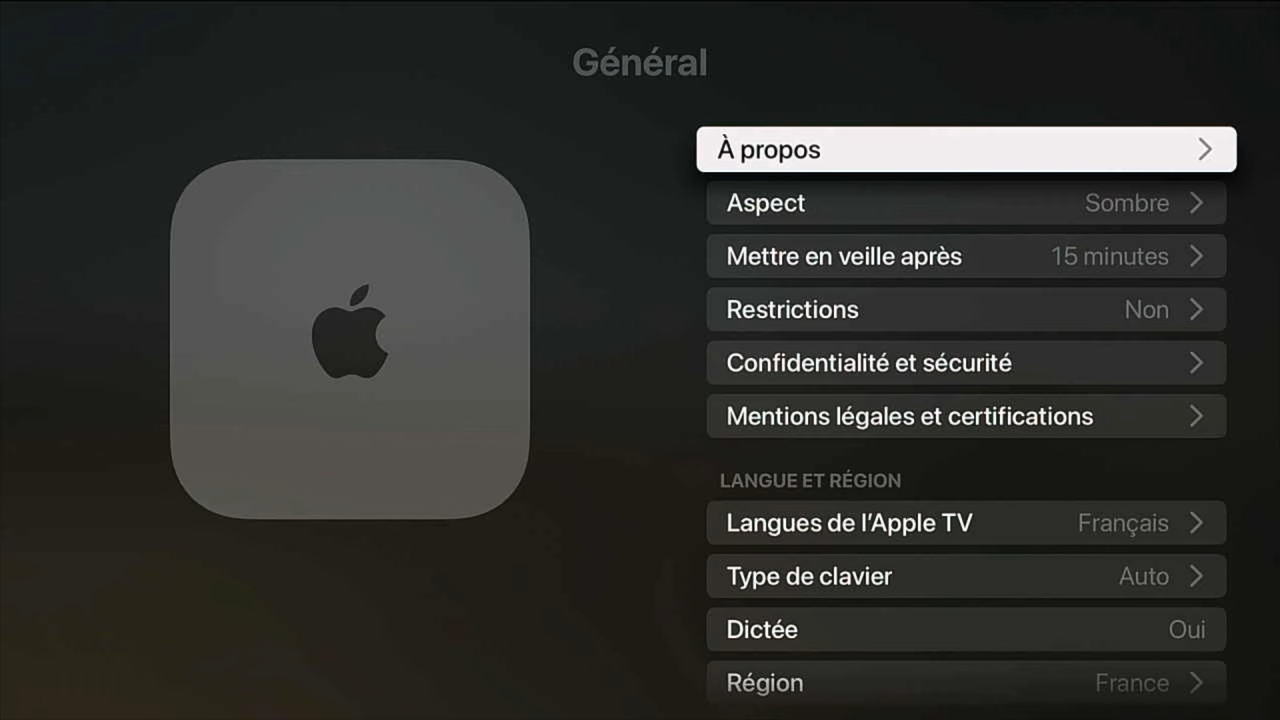 Général
À propos
Aspect Sombre
Mettre en veille après 15 minutes
Restrictions Non
Confidentialité et sécurité
Mentions légales et certifications
LANGUE ET RÉGION
Langues de l’Apple TV Français
Type de clavier Auto
Dictée Oui
Région France